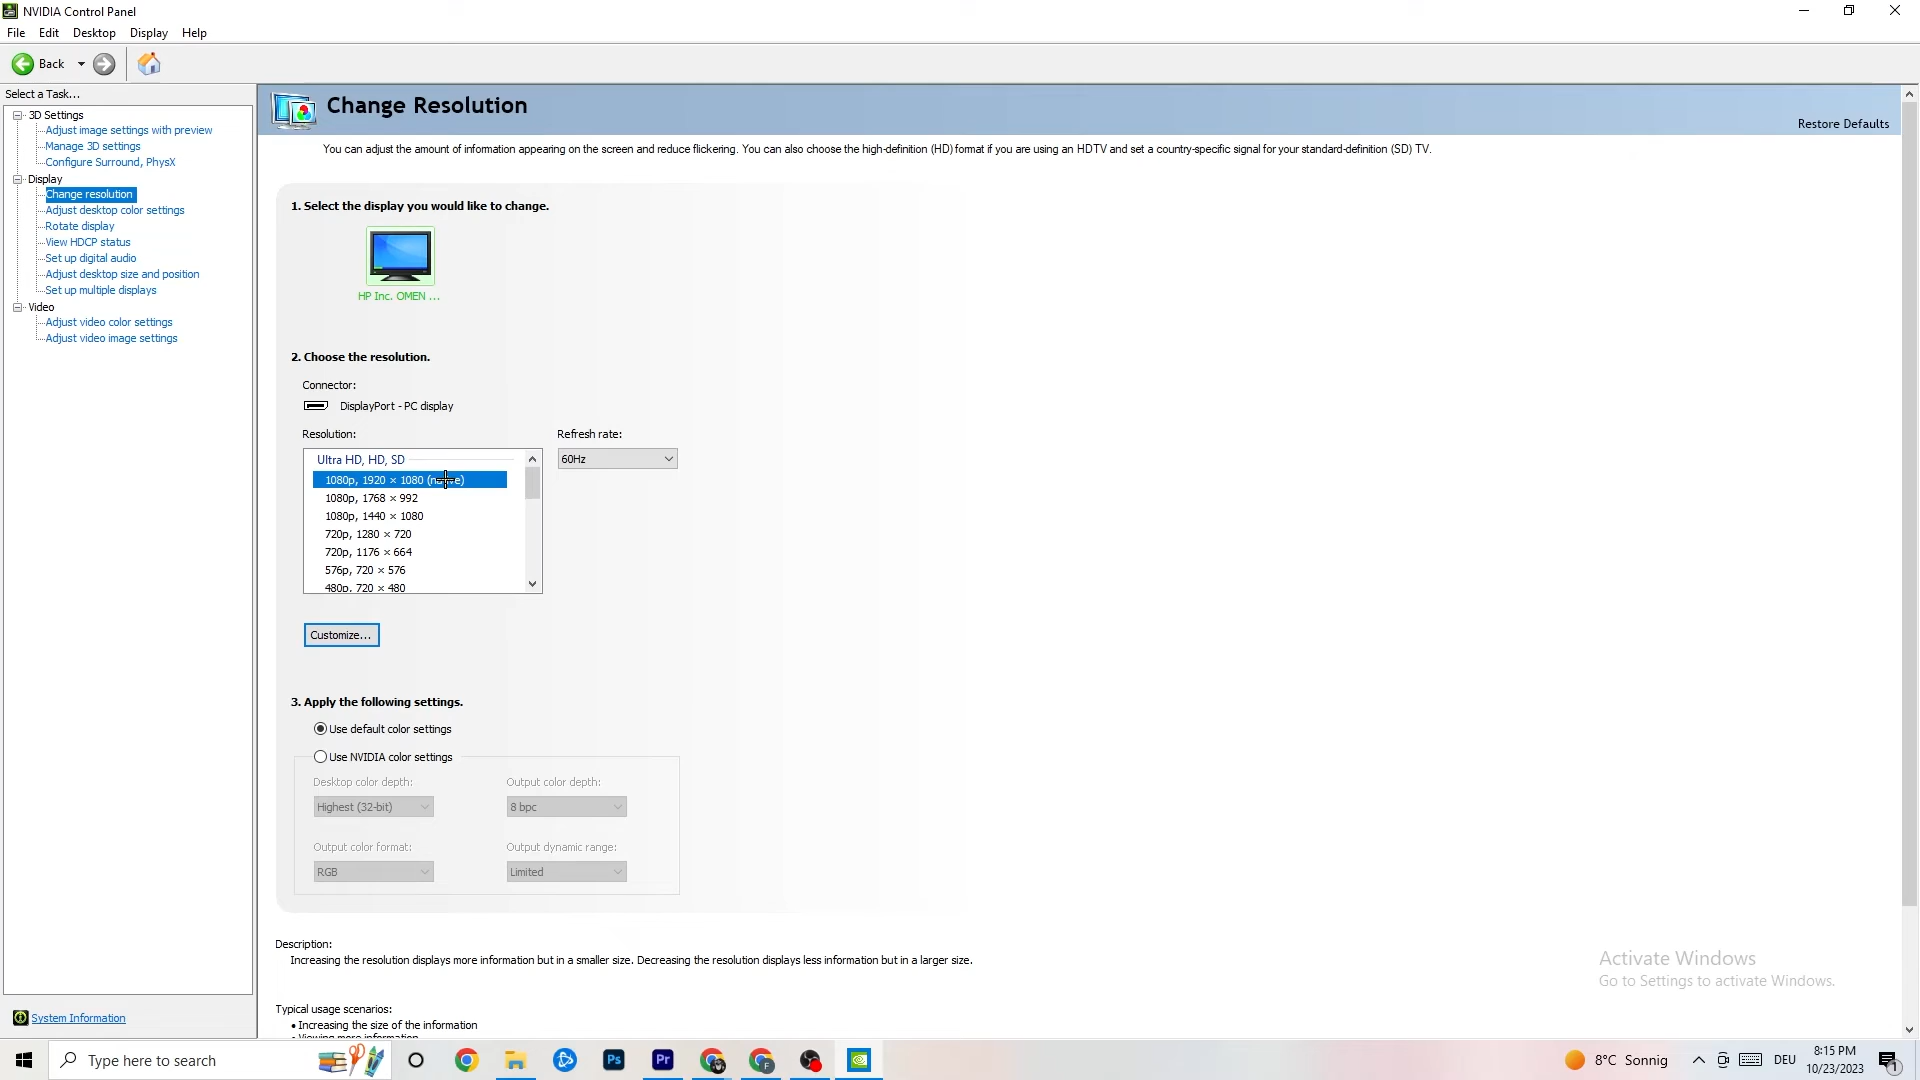 NVIDIA Control Panel
File Edit Desktop Display Help
Back
Select a Task...
3D Settings
Adjust image settings with preview
Manage 3D settings
Configure Surround, PhysX
Display
Change resolution
Adjust desktop color settings
Rotate display
View HDCP status
Set up digital audio
Adjust desktop size and position
Set up multiple displays
Video
Adjust video color settings
Adjust video image settings
System Information
Change Resolution
Restore Defaults
You can adjust the amount of information appearing on the screen and reduce flickering. You can also choose the high-definition (HD) format if you are using an HDTV and set a country-specific signal for your standard-definition (SD) TV.
1. Select the display you would like to change.
HP Inc. OMEN ...
2. Choose the resolution.
Connector:
DisplayPort - PC display
Resolution:
Refresh rate:
60Hz
Ultra HD, HD, SD
1080p, 1920 × 1080 (native)
1080p, 1768 × 992
1080p, 1440 × 1080
720p, 1280 × 720
720p, 1176 × 664
576p, 720 × 576
480p, 720 × 480
Customize...
3. Apply the following settings.
Use default color settings
Use NVIDIA color settings
Desktop color depth: Output color depth:
Highest (32-bit) 8 bpc
Output color format: Output dynamic range:
RGB Limited
Description:
Increasing the resolution displays more information but in a smaller size. Decreasing the resolution displays less information but in a larger size.
Typical usage scenarios:
• Increasing the size of the information
• Viewing more information
Activate Windows
Go to Settings to activate Windows.
Type here to search
Ps
Pr
F
8°C Sonnig
DEU
8:15 PM
10/23/2023
1